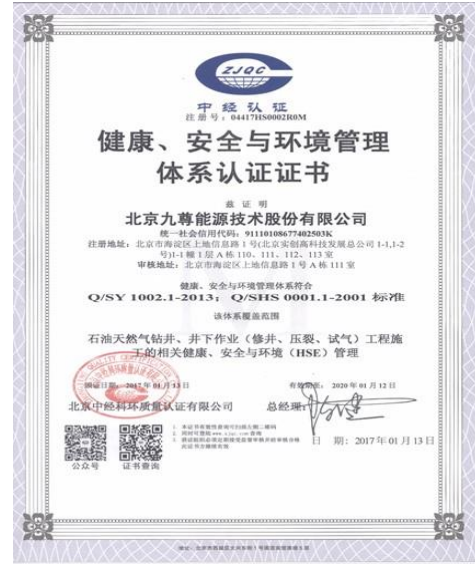 ZJQC
中经认证
注册号：04417HS0002R0M
健康、安全与环境管理
体系认证证书
兹 证 明
北京九尊能源技术股份有限公司
统一社会信用代码：91110108677402503K
注册地址：北京市海淀区上地信息路1号(北京实创高科技发展总公司1-1,1-2
号)1-1幢1层A栋110、111、112、113室
审核地址：北京市海淀区上地信息路1号A栋111室
健康、安全与环境管理体系符合
Q/SY 1002.1-2013；Q/SHS 0001.1-2001 标准
该体系覆盖范围
石油天然气钻井、井下作业（修井、压裂、试气）工程施
工的相关健康、安全与环境（HSE）管理
颁证日期：2017年01月13日
有效期至：2020年01月12日
北京中经科环质量认证有限公司
总经理：
日 期：2017年01月13日
公众号
证书查询